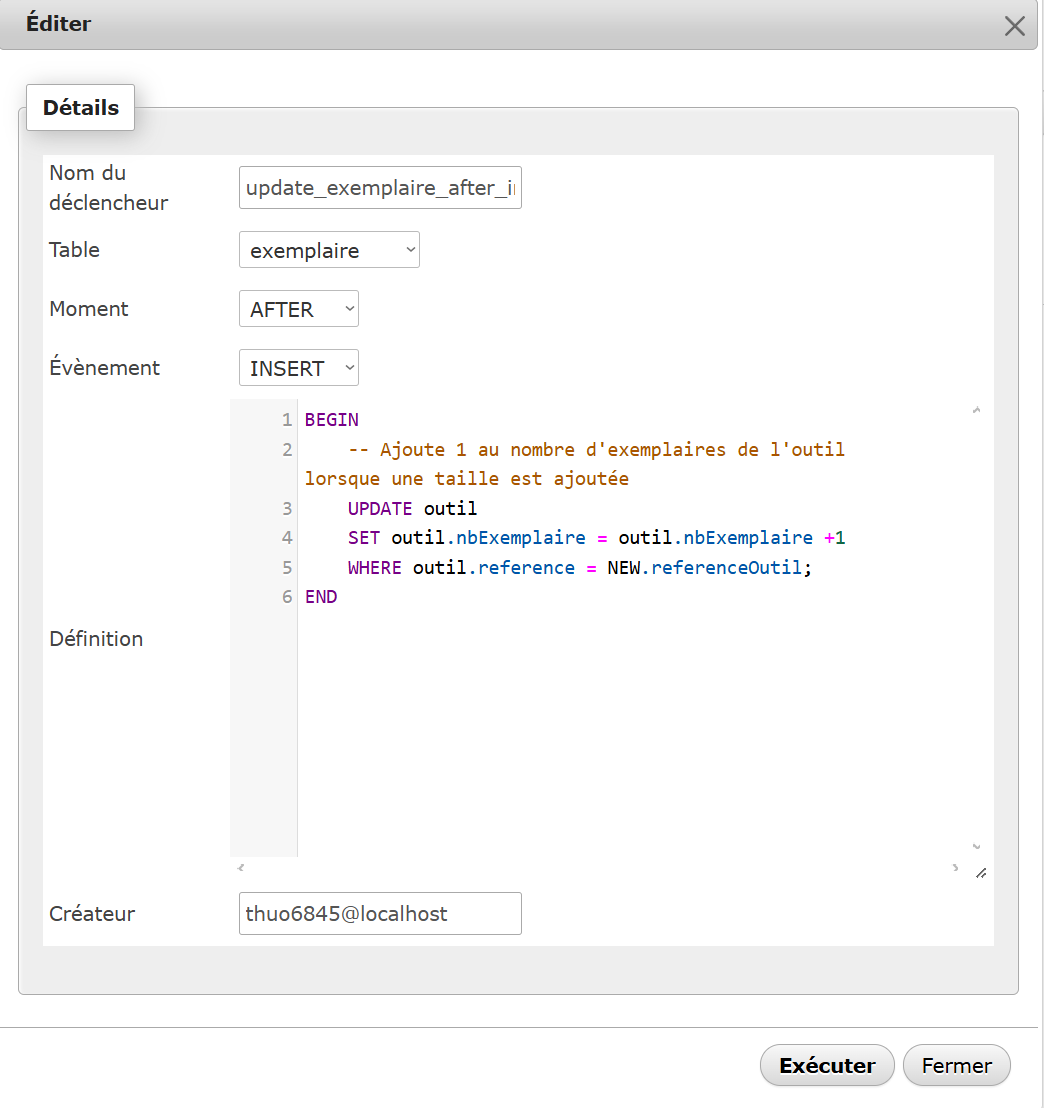 Éditer
Détails
Nom du
déclencheur
update_exemplaire_after_i
Table
exemplaire
Moment
AFTER
Évènement
INSERT
Définition
1 BEGIN
2     -- Ajoute 1 au nombre d'exemplaires de l'outil
lorsque une taille est ajoutée
3     UPDATE outil
4     SET outil.nbExemplaire = outil.nbExemplaire +1
5     WHERE outil.reference = NEW.referenceOutil;
6 END
Créateur
thuo6845@localhost
Exécuter
Fermer